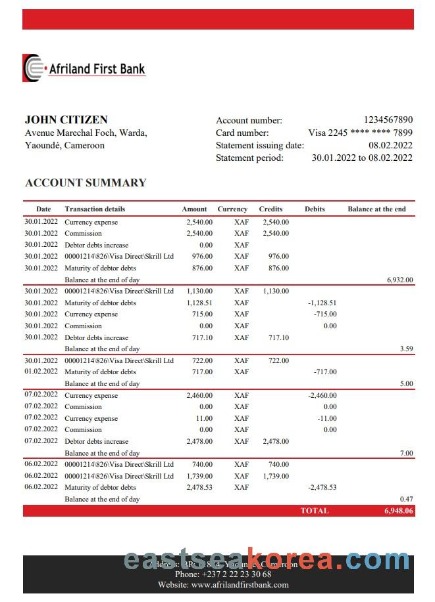 Afriland First Bank
JOHN CITIZEN
Avenue Marechal Foch, Warda,
Yaoundé, Cameroon
Account number: 1234567890
Card number: Visa 2245 **** **** 7899
Statement issuing date: 08.02.2022
Statement period: 30.01.2022 to 08.02.2022
ACCOUNT SUMMARY
Date Transaction details Amount Currency Credits Debits Balance at the end
30.01.2022 Currency expense 2,540.00 XAF 2,540.00
30.01.2022 Commission 2,540.00 XAF 2,540.00
30.01.2022 Debtor debts increase 0.00 XAF
30.01.2022 00001214\826\Visa Direct\Skrill Ltd 976.00 XAF 976.00
30.01.2022 Maturity of debtor debts 876.00 XAF 876.00
Balance at the end of day 6,932.00
30.01.2022 00001214\826\Visa Direct\Skrill Ltd 1,130.00 XAF 1,130.00
30.01.2022 Maturity of debtor debts 1,128.51 XAF -1,128.51
30.01.2022 Currency expense 715.00 XAF -715.00
30.01.2022 Commission 0.00 XAF 0.00
30.01.2022 Debtor debts increase 717.10 XAF 717.10
Balance at the end of day 3.59
30.01.2022 00001214\826\Visa Direct\Skrill Ltd 722.00 XAF 722.00
01.02.2022 Maturity of debtor debts 717.00 XAF -717.00
Balance at the end of day 5.00
07.02.2022 Currency expense 2,460.00 XAF -2,460.00
07.02.2022 Commission 0.00 XAF 0.00
07.02.2022 Currency expense 11.00 XAF -11.00
07.02.2022 Commission 0.00 XAF 0.00
07.02.2022 Debtor debts increase 2,478.00 XAF 2,478.00
Balance at the end of day 7.00
06.02.2022 00001214\826\Visa Direct\Skrill Ltd 740.00 XAF 740.00
06.02.2022 00001214\826\Visa Direct\Skrill Ltd 1,739.00 XAF 1,739.00
06.02.2022 Maturity of debtor debts 2,478.53 XAF -2,478.53
Balance at the end of day 0.47
TOTAL 6,948.06
eastseakorea.com
Cameroon
Phone: +237 2 22 23 30 68
Website: www.afrilandfirstbank.com